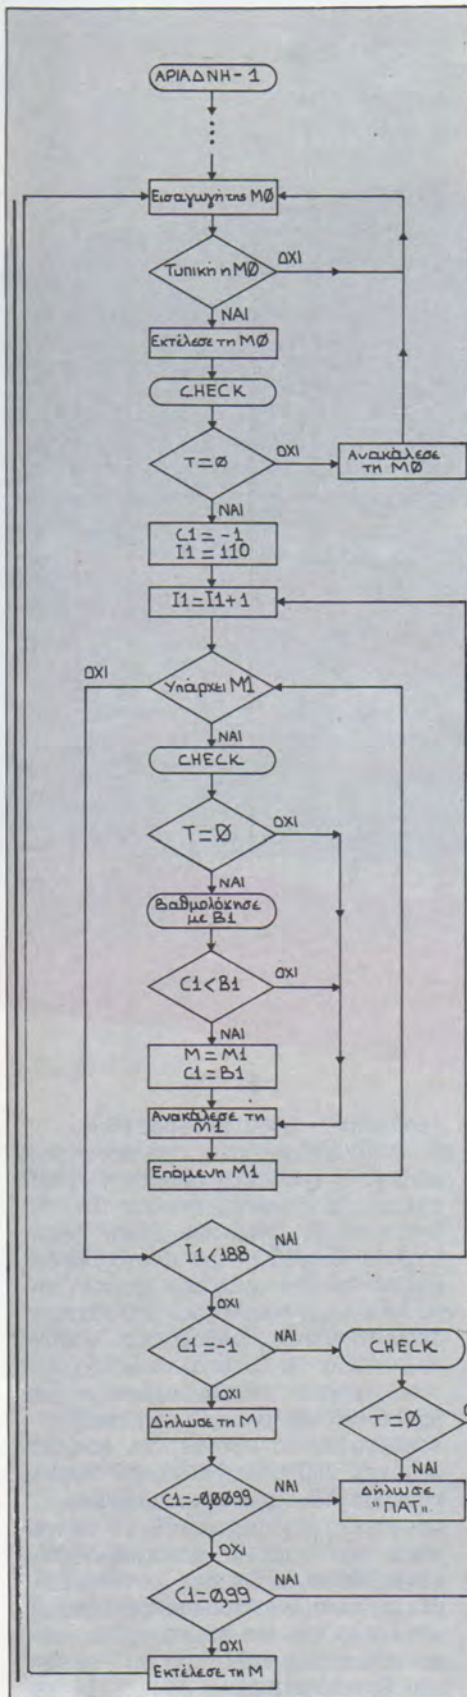 ΑΡΙΑΔΝΗ - 1
Εισαγωγή της ΜØ
Τυπική η ΜØ
ΟΧΙ
ΝΑΙ
Εκτέλεσε τη ΜØ
CHECK
T=Ø
ΟΧΙ
Ανακάλεσε
τη ΜØ
ΝΑΙ
C1 = -1
I1 = 110
I1=I1+1
ΟΧΙ
Υπάρχει Μ1
ΝΑΙ
CHECK
T=Ø
ΟΧΙ
ΝΑΙ
Βαθμολόκησε
με Β1
C1<B1
ΟΧΙ
ΝΑΙ
M=M1
C1=B1
Ανακάλεσε τη
Μ1
Επόμενη Μ1
I1<188
ΝΑΙ
ΟΧΙ
C1=-1
ΝΑΙ
CHECK
ΟΧΙ
T=Ø
Δήλωσε τη Μ
ΝΑΙ
C1=-0,0099
ΝΑΙ
Δήλωσε
"ΠΑΤ"
ΟΧΙ
C1=0,99
ΝΑΙ
ΟΧΙ
Εκτέλεσε τη Μ